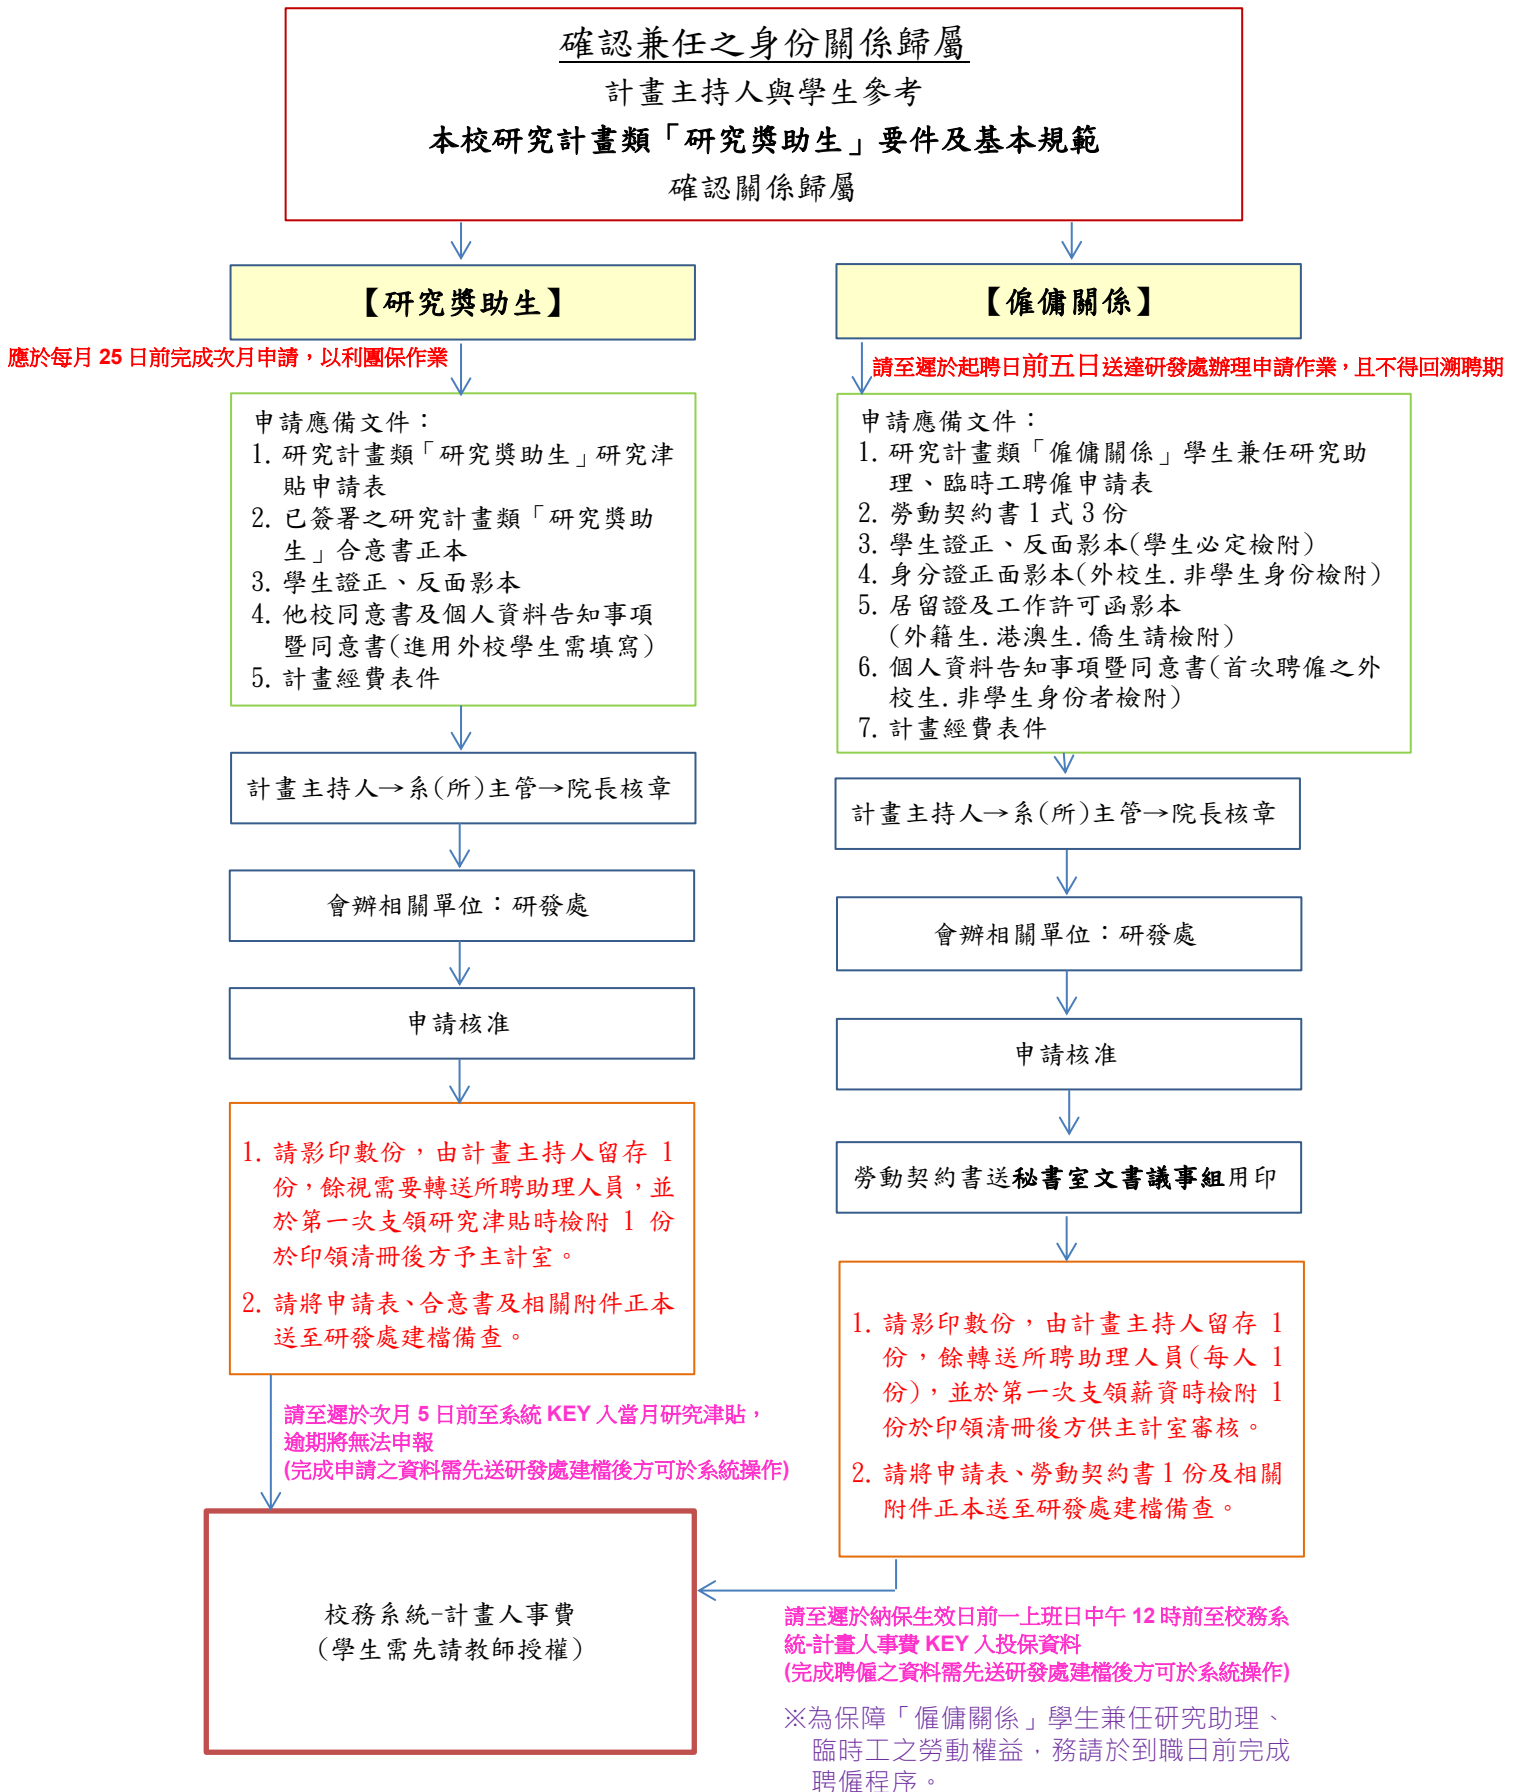 確認兼任之身份關係歸屬
計畫主持人與學生參考
本校研究計畫類「研究獎助生」要件及基本規範
確認關係歸屬
【研究獎助生】
應於每月 25 日前完成次月申請，以利團保作業
申請應備文件：
1. 研究計畫類「研究獎助生」研究津
貼申請表
2. 已簽署之研究計畫類「研究獎助
生」合意書正本
3. 學生證正、反面影本
4. 他校同意書及個人資料告知事項
暨同意書(進用外校學生需填寫)
5. 計畫經費表件
計畫主持人→系(所)主管→院長核章
會辦相關單位：研發處
申請核准
1. 請影印數份，由計畫主持人留存 1
份，餘視需要轉送所聘助理人員，並
於第一次支領研究津貼時檢附 1 份
於印領清冊後方予主計室。
2. 請將申請表、合意書及相關附件正本
送至研發處建檔備查。
請至遲於次月 5 日前至系統 KEY 入當月研究津貼，
逾期將無法申報
(完成申請之資料需先送研發處建檔後方可於系統操作)
【僱傭關係】
請至遲於起聘日前五日送達研發處辦理申請作業，且不得回溯聘期
申請應備文件：
1. 研究計畫類「僱傭關係」學生兼任研究助
理、臨時工聘僱申請表
2. 勞動契約書 1 式 3 份
3. 學生證正、反面影本(學生必定檢附)
4. 身分證正面影本(外校生.非學生身份檢附)
5. 居留證及工作許可函影本
(外籍生.港澳生.僑生請檢附)
6. 個人資料告知事項暨同意書(首次聘僱之外
校生.非學生身份者檢附)
7. 計畫經費表件
計畫主持人→系(所)主管→院長核章
會辦相關單位：研發處
申請核准
勞動契約書送秘書室文書議事組用印
1. 請影印數份，由計畫主持人留存 1
份，餘轉送所聘助理人員(每人 1
份)，並於第一次支領薪資時檢附 1
份於印領清冊後方供主計室審核。
2. 請將申請表、勞動契約書 1 份及相關
附件正本送至研發處建檔備查。
校務系統-計畫人事費
(學生需先請教師授權)
請至遲於納保生效日前一上班日中午 12 時前至校務系
統-計畫人事費 KEY 入投保資料
(完成聘僱之資料需先送研發處建檔後方可於系統操作)
※為保障「僱傭關係」學生兼任研究助理、
臨時工之勞動權益，務請於到職日前完成
聘僱程序。